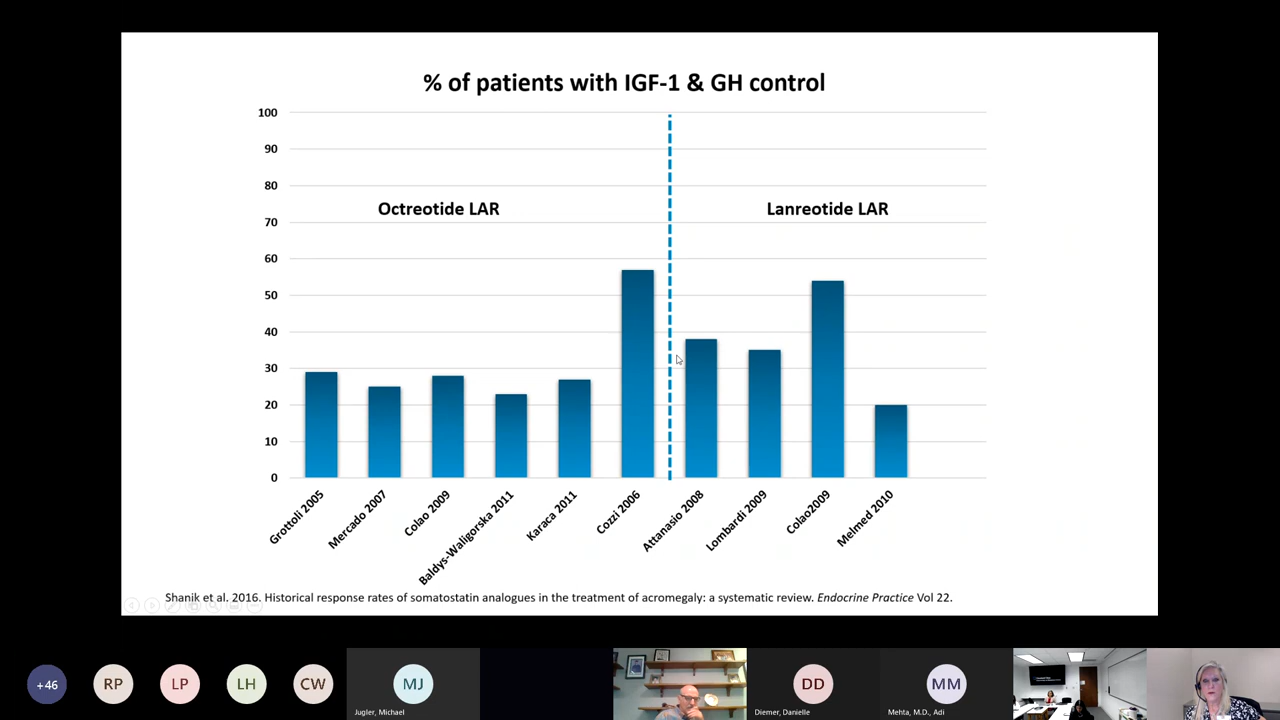 % of patients with IGF-1 & GH control
100
90
80
70
60
50
40
30
20
10
0
Octreotide LAR
Lanreotide LAR
Grottoli 2005
Mercado 2007
Colao 2009
Baldys-Waligorska 2011
Karaca 2011
Cozzi 2006
Attanasio 2008
Lombardi 2009
Colao2009
Melmed 2010
Shanik et al. 2016. Historical response rates of somatostatin analogues in the treatment of acromegaly: a systematic review. Endocrine Practice Vol 22.
+46
RP
LP
LH
CW
MJ
Jugler, Michael
DD
Diemer, Danielle
MM
Mehta, M.D., Adi